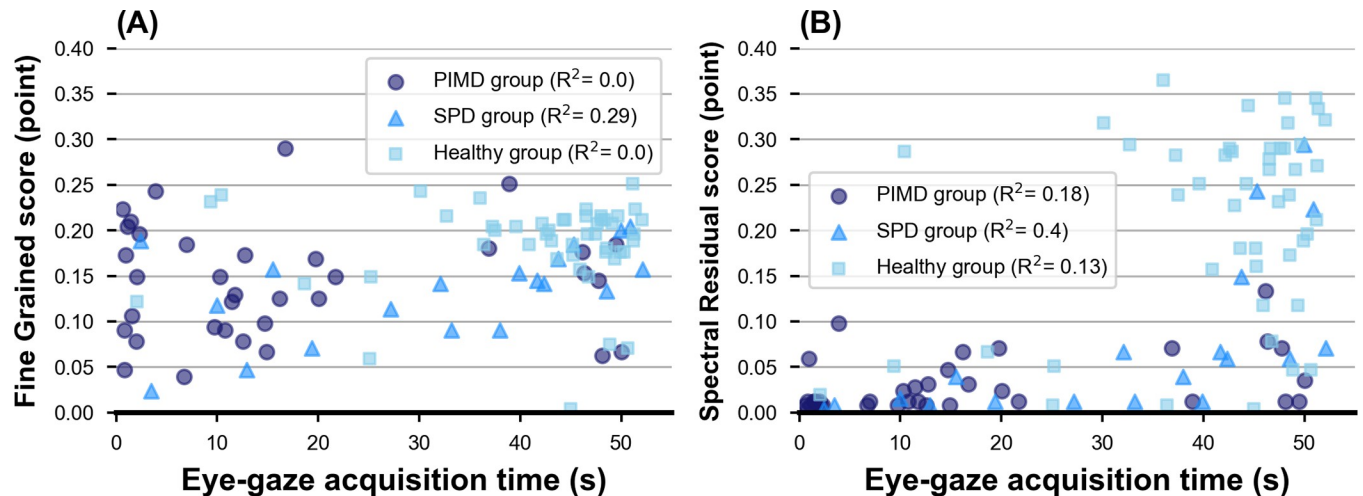 (A)
Fine Grained score (point)
0.40
0.35
0.30
0.25
0.20
0.15
0.10
0.05
0.00
PIMD group (R²= 0.0)
SPD group (R²= 0.29)
Healthy group (R²= 0.0)
0 10 20 30 40 50
Eye-gaze acquisition time (s)
(B)
Spectral Residual score (point)
0.40
0.35
0.30
0.25
0.20
0.15
0.10
0.05
0.00
PIMD group (R²= 0.18)
SPD group (R²= 0.4)
Healthy group (R²= 0.13)
0 10 20 30 40 50
Eye-gaze acquisition time (s)